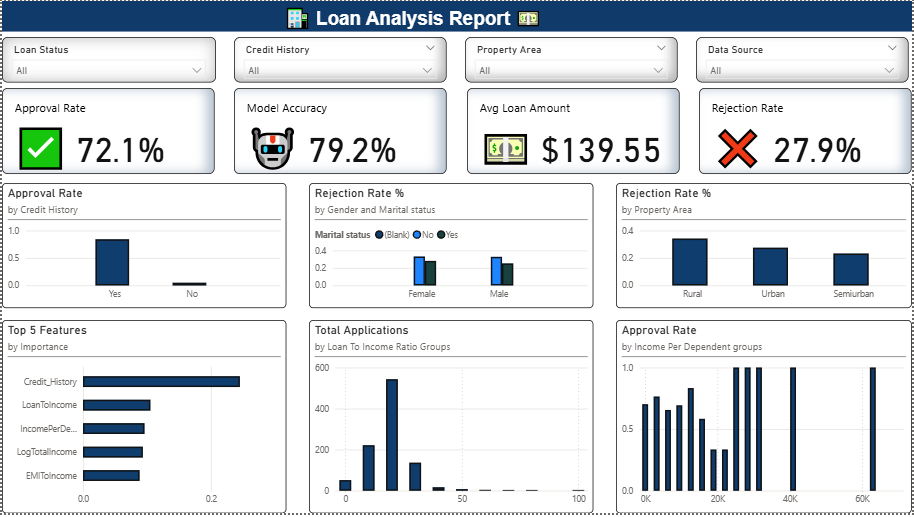 Loan Analysis Report
Loan Status
All
Credit History
All
Property Area
All
Data Source
All
Approval Rate
72.1%
Model Accuracy
79.2%
Avg Loan Amount
$139.55
Rejection Rate
27.9%
Approval Rate
by Credit History
1.0
0.5
0.0
Yes No
Rejection Rate %
by Gender and Marital status
Marital status (Blank) No Yes
0.4
0.2
0.0
Female Male
Rejection Rate %
by Property Area
0.4
0.2
0.0
Rural Urban Semiurban
Top 5 Features
by Importance
Credit_History
LoanToIncome
IncomePerDe...
LogTotalIncome
EMIToIncome
0.0 0.2
Total Applications
by Loan To Income Ratio Groups
600
400
200
0
0 50 100
Approval Rate
by Income Per Dependent groups
1.0
0.5
0.0
0K 20K 40K 60K